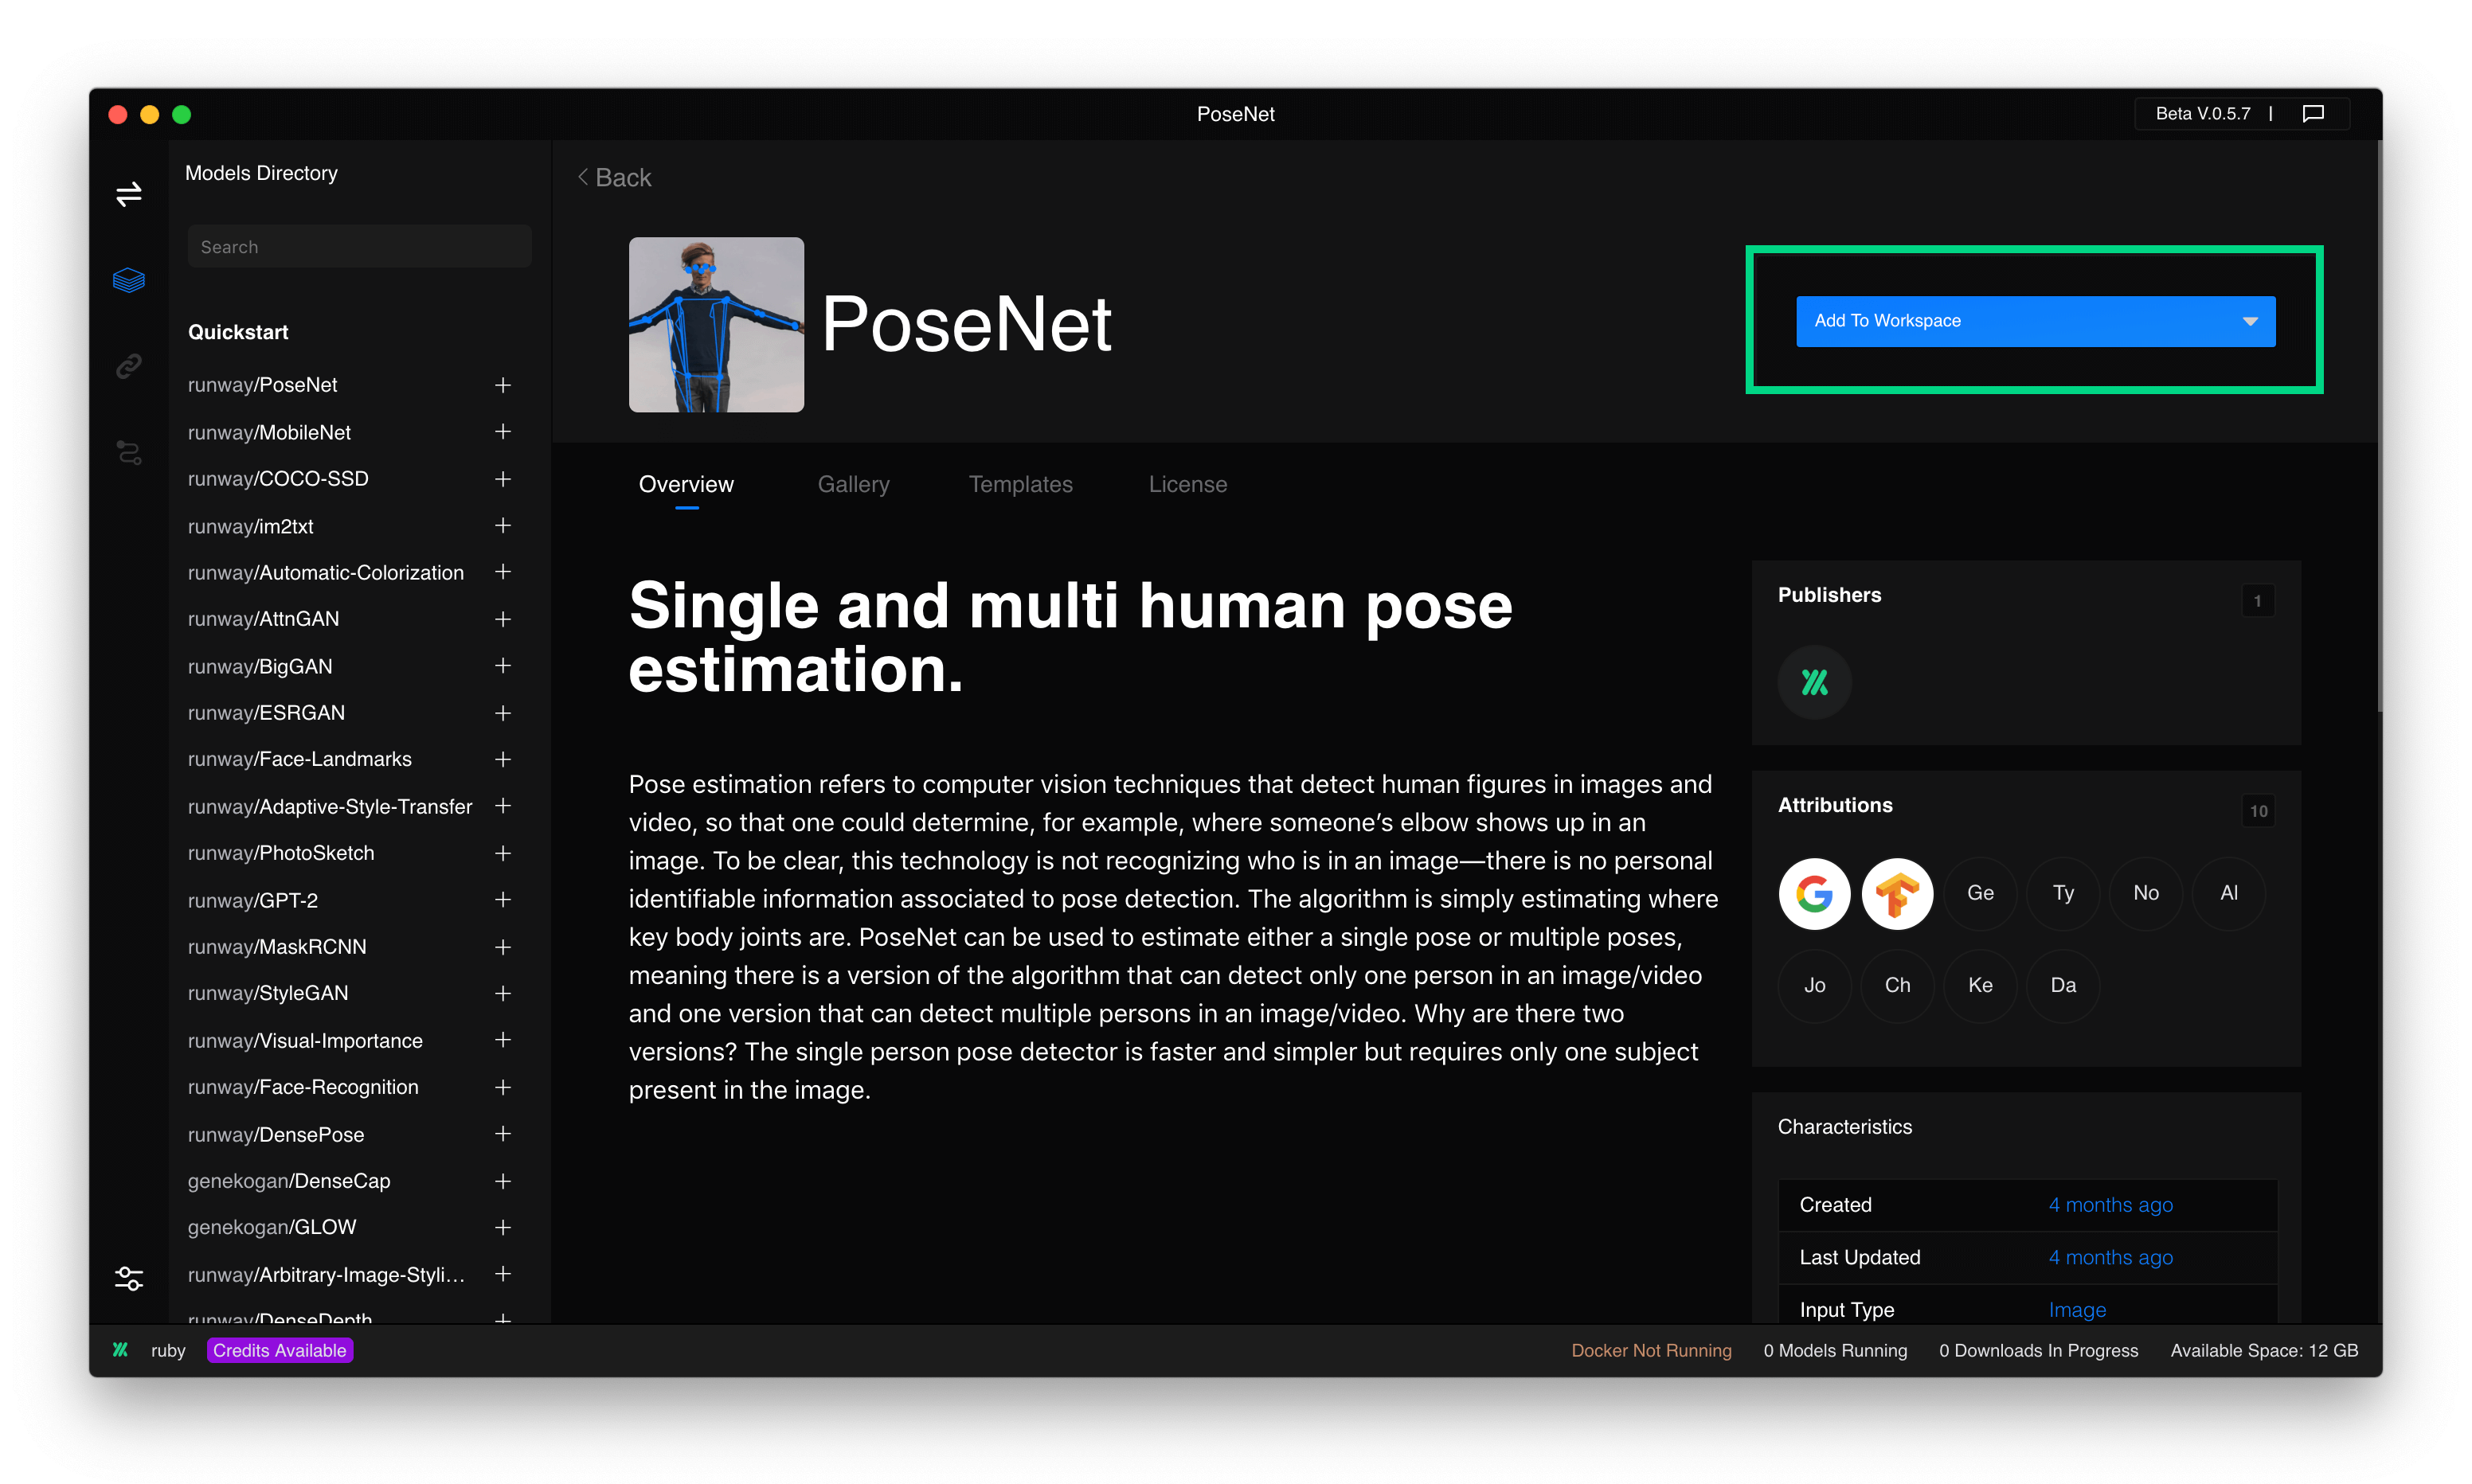 PoseNet
Beta V.0.5.7 |
Models Directory
Search
Quickstart
runway/PoseNet +
runway/MobileNet +
runway/COCO-SSD +
runway/im2txt +
runway/Automatic-Colorization +
runway/AttnGAN +
runway/BigGAN +
runway/ESRGAN +
runway/Face-Landmarks +
runway/Adaptive-Style-Transfer +
runway/PhotoSketch +
runway/GPT-2 +
runway/MaskRCNN +
runway/StyleGAN +
runway/Visual-Importance +
runway/Face-Recognition +
runway/DensePose +
genekogan/DenseCap +
genekogan/GLOW +
runway/Arbitrary-Image-Styli... +
runway/DenseDepth +
< Back
PoseNet
Add To Workspace
Overview Gallery Templates License
Single and multi human pose
estimation.
Pose estimation refers to computer vision techniques that detect human figures in images and
video, so that one could determine, for example, where someone’s elbow shows up in an
image. To be clear, this technology is not recognizing who is in an image—there is no personal
identifiable information associated to pose detection. The algorithm is simply estimating where
key body joints are. PoseNet can be used to estimate either a single pose or multiple poses,
meaning there is a version of the algorithm that can detect only one person in an image/video
and one version that can detect multiple persons in an image/video. Why are there two
versions? The single person pose detector is faster and simpler but requires only one subject
present in the image.
Publishers 1
Attributions 10
G Ge Ty No Al
Jo Ch Ke Da
Characteristics
Created 4 months ago
Last Updated 4 months ago
Input Type Image
ruby Credits Available Docker Not Running 0 Models Running 0 Downloads In Progress Available Space: 12 GB